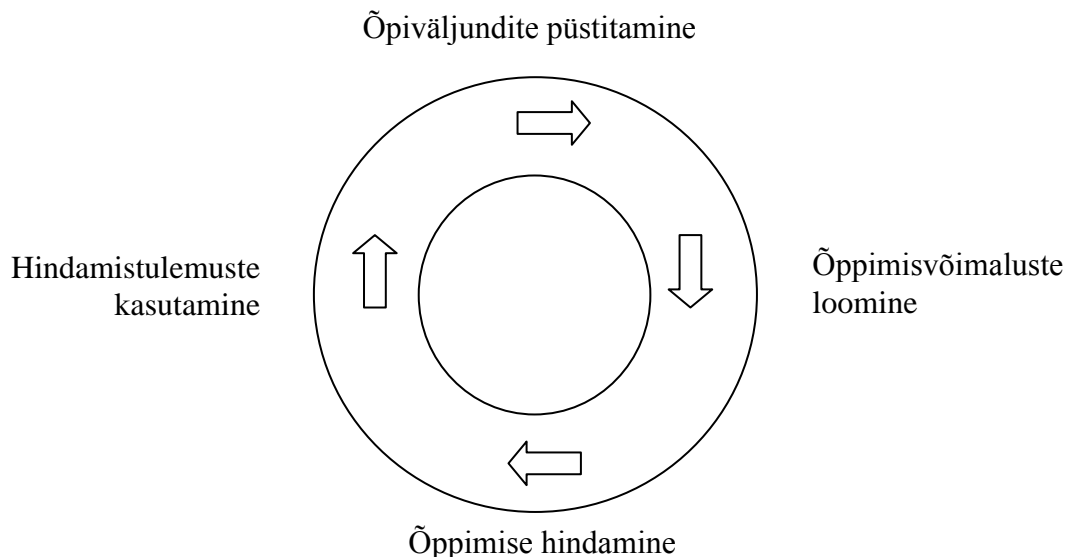 Õpiväljundite püstitamine
Hindamistulemuste
kasutamine
Õppimisvõimaluste
loomine
Õppimise hindamine